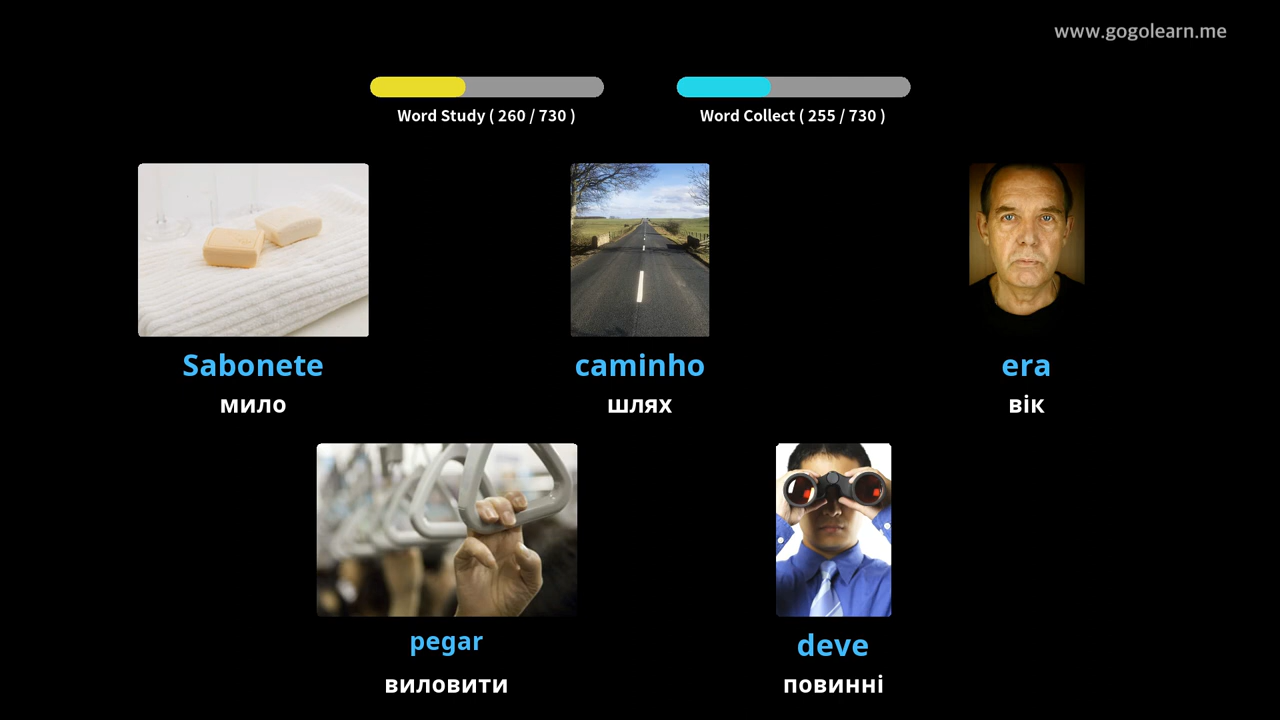 www.gogolearn.me
Word Study ( 260 / 730 )
Word Collect ( 255 / 730 )
Sabonete
мило
caminho
шлях
era
вік
pegar
виловити
deve
повинні